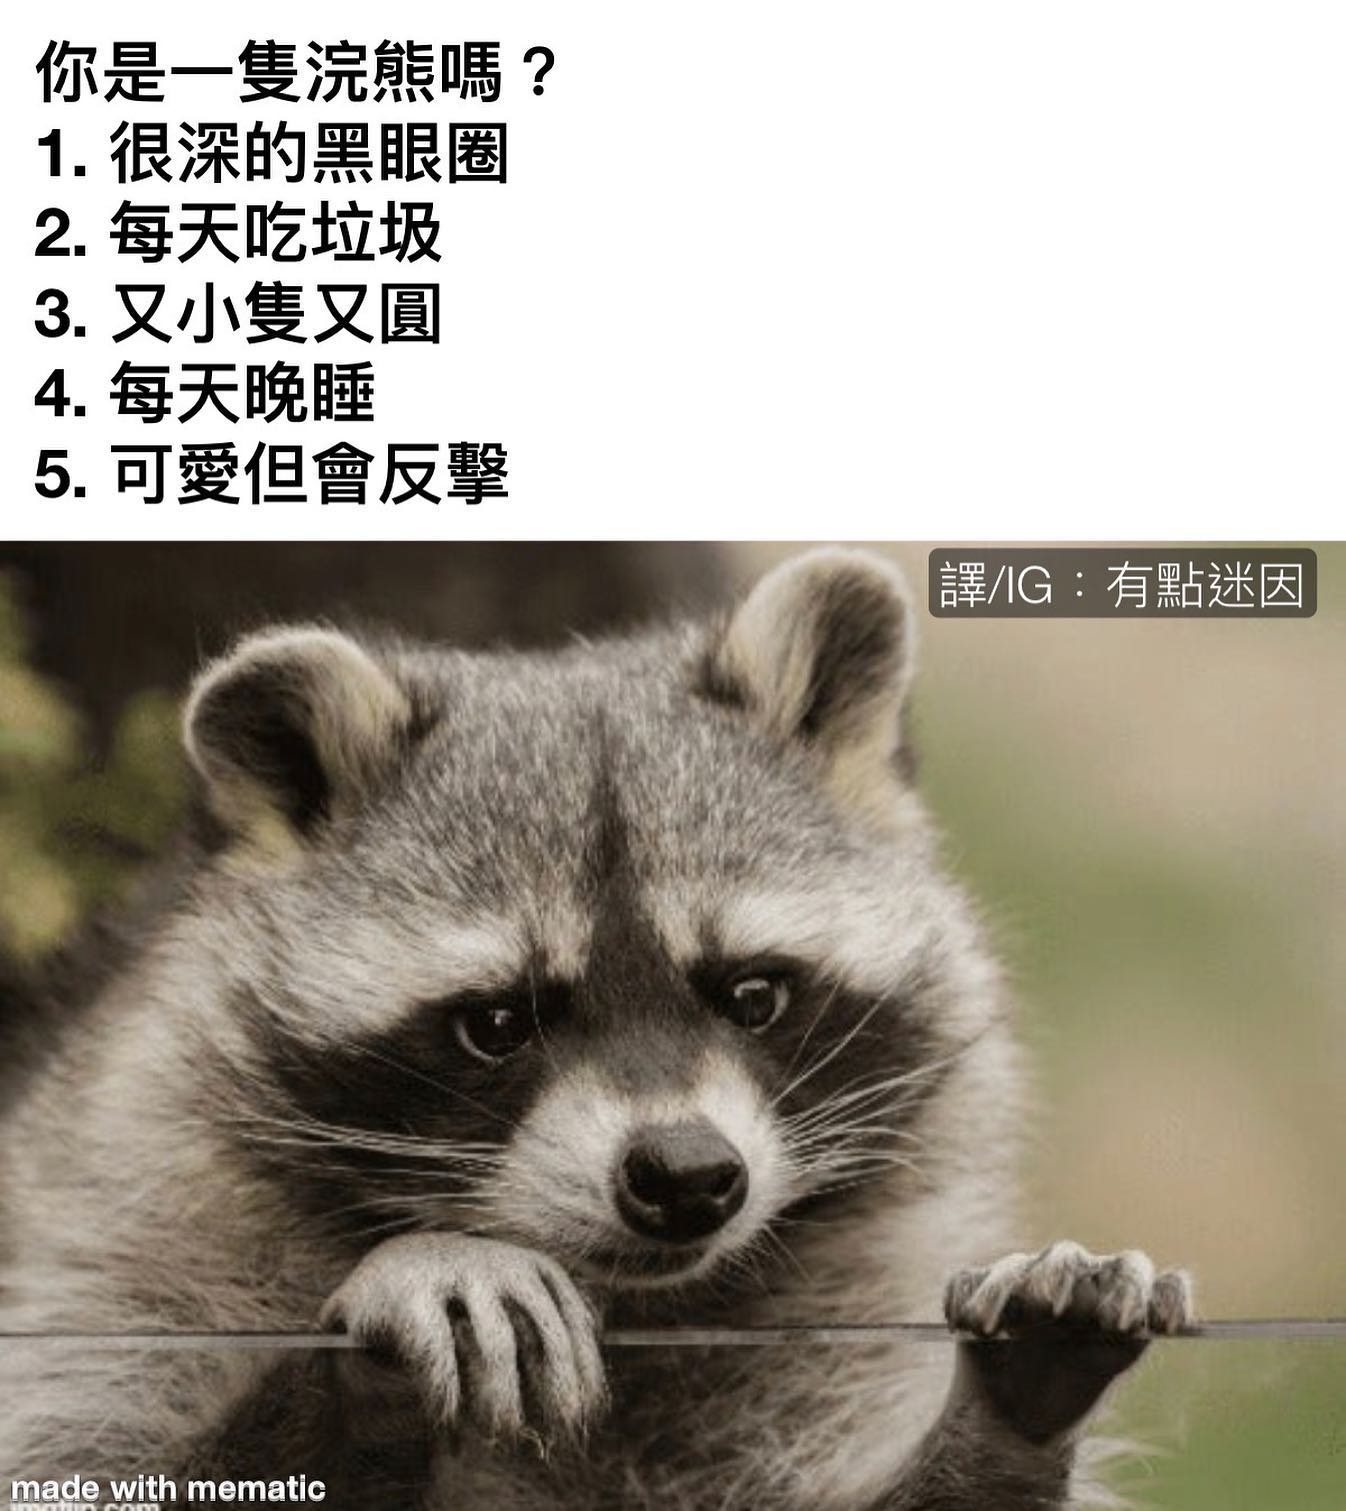 你是一隻浣熊嗎？
1. 很深的黑眼圈
2. 每天吃垃圾
3. 又小隻又圓
4. 每天晚睡
5. 可愛但會反擊
譯/IG：有點迷因
made with mematic
imgflip.com